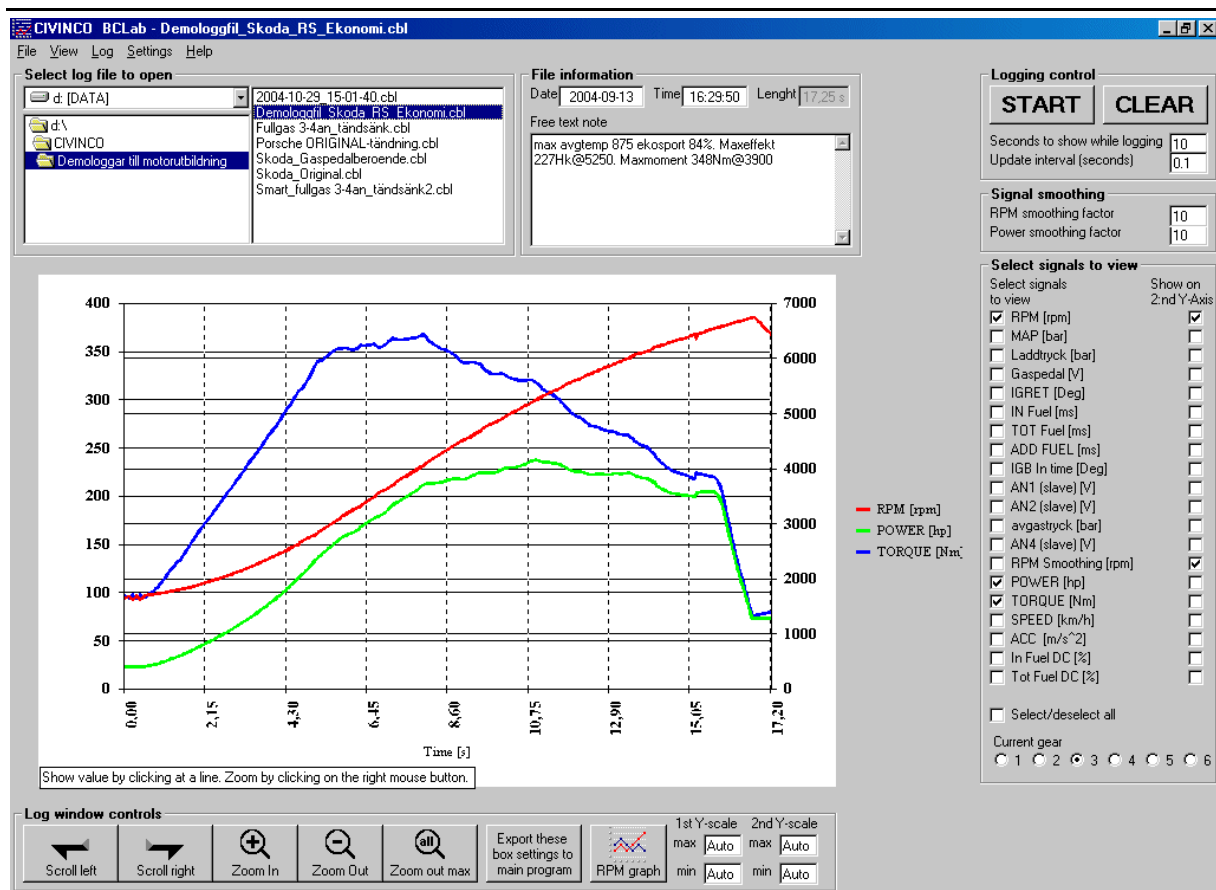 CIVINCO BCLab - Demologgfil_Skoda_RS_Ekonomi.cbl
File View Log Settings Help
Select log file to open
d: [DATA]
d:\
CIVINCO
Demologgar till motorutbildning
2004-10-29_15-01-40.cbl
Demologgfil_Skoda_RS_Ekonomi.cbl
Fullgas 3-4an_tändsänk.cbl
Porsche ORIGINAL-tändning.cbl
Skoda_Gaspedalberoende.cbl
Skoda_Original.cbl
Smart_fullgas 3-4an_tändsänk2.cbl
File information
Date 2004-09-13 Time 16:29:50 Lenght 17,25 s
Free text note
max avgtemp 875 ekosport 84%. Maxeffekt
227Hk@5250. Maxmoment 348Nm@3900
Logging control
START CLEAR
Seconds to show while logging 10
Update interval (seconds) 0.1
Signal smoothing
RPM smoothing factor 10
Power smoothing factor 10
Select signals to view
Select signals to view
Show on 2:nd Y-Axis
RPM [rpm]
MAP [bar]
Laddtryck [bar]
Gaspedal [V]
IGRET [Deg]
IN Fuel [ms]
TOT Fuel [ms]
ADD FUEL [ms]
IGB In time [Deg]
AN1 (slave) [V]
AN2 (slave) [V]
avgastryck [bar]
AN4 (slave) [V]
RPM Smoothing [rpm]
POWER [hp]
TORQUE [Nm]
SPEED [km/h]
ACC [m/s^2]
In Fuel DC [%]
Tot Fuel DC [%]
Select/deselect all
Current gear
1 2 3 4 5 6
400
350
300
250
200
150
100
50
0
7000
6000
5000
4000
3000
2000
1000
0
0,00 2,15 4,30 6,45 8,60 10,75 12,90 15,05 17,20
Time [s]
RPM [rpm]
POWER [hp]
TORQUE [Nm]
Show value by clicking at a line. Zoom by clicking on the right mouse button.
Log window controls
Scroll left
Scroll right
Zoom In
Zoom Out
all
Zoom out max
Export these
box settings to
main program
RPM graph
1st Y-scale 2nd Y-scale
max Auto max Auto
min Auto min Auto